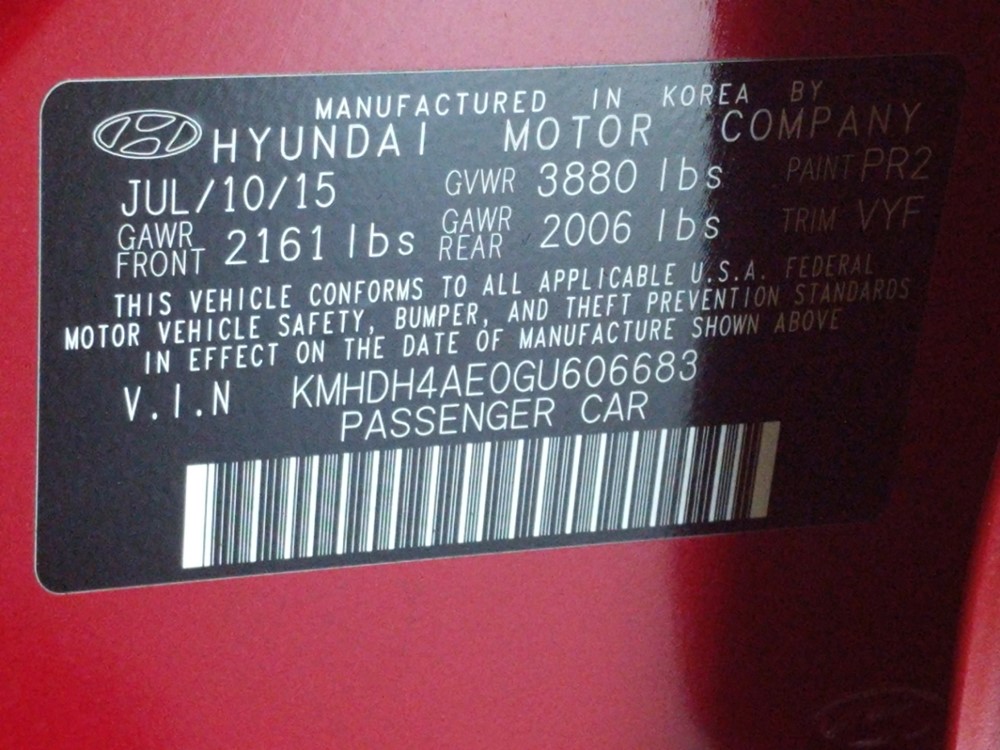 MANUFACTURED IN KOREA BY
HYUNDAI MOTOR COMPANY
JUL/10/15 GVWR 3880 lbs PAINT PR2
GAWR FRONT 2161 lbs GAWR REAR 2006 lbs TRIM VYF
THIS VEHICLE CONFORMS TO ALL APPLICABLE U.S.A. FEDERAL
MOTOR VEHICLE SAFETY, BUMPER, AND THEFT PREVENTION STANDARDS
IN EFFECT ON THE DATE OF MANUFACTURE SHOWN ABOVE
V.I.N KMHDH4AE0GU606683
PASSENGER CAR